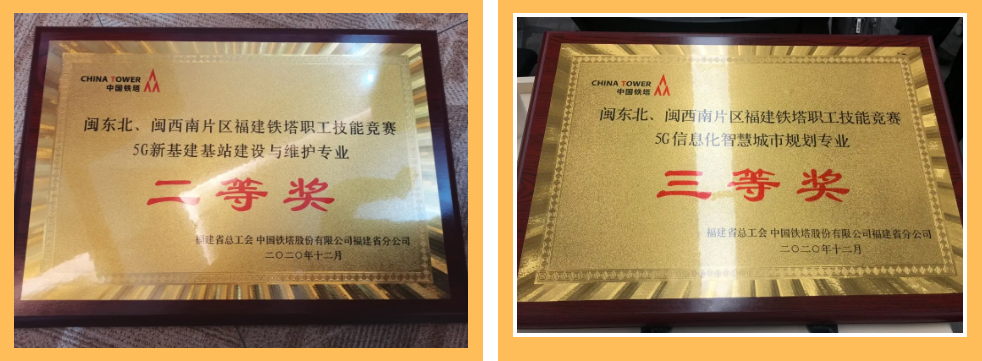 CHINA TOWER
中国铁塔
闽东北、闽西南片区福建铁塔职工技能竞赛
5G新基建基站建设与维护专业
二等奖
福建省总工会 中国铁塔股份有限公司福建省分公司
二〇二〇年十二月
CHINA TOWER
中国铁塔
闽东北、闽西南片区福建铁塔职工技能竞赛
5G信息化智慧城市规划专业
三等奖
福建省总工会 中国铁塔股份有限公司福建省分公司
二〇二〇年十二月